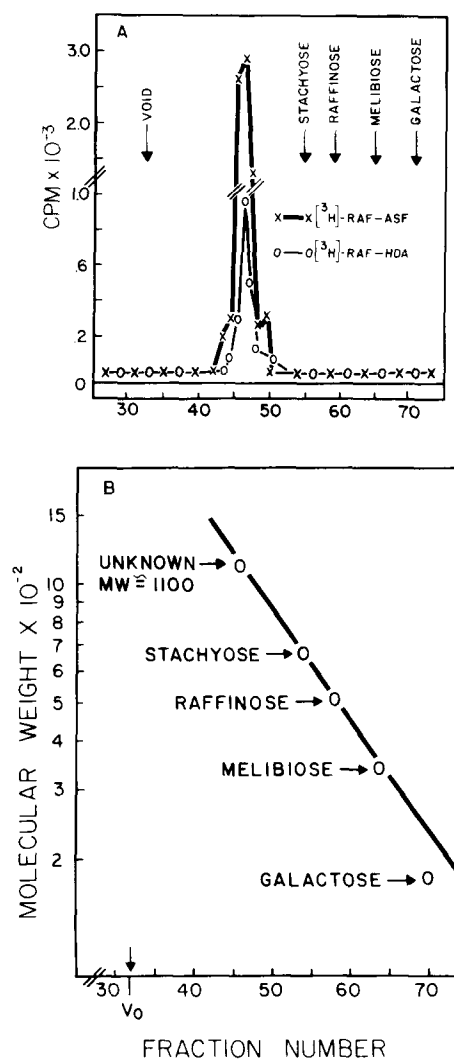 A
CPM x 10⁻³
3.0
2.0
1.0
.6
.2
0
VOID
STACHYOSE
RAFFINOSE
MELIBIOSE
GALACTOSE
x—x [³H]-RAF-ASF
o—o [³H]-RAF-HDA
30 40 50 60 70
B
MOLECULAR WEIGHT X 10⁻²
15
10
9
8
7
6
5
4
3
2
UNKNOWN
MW ≅ 1100
STACHYOSE
RAFFINOSE
MELIBIOSE
GALACTOSE
30 40 50 60 70
V₀
FRACTION NUMBER